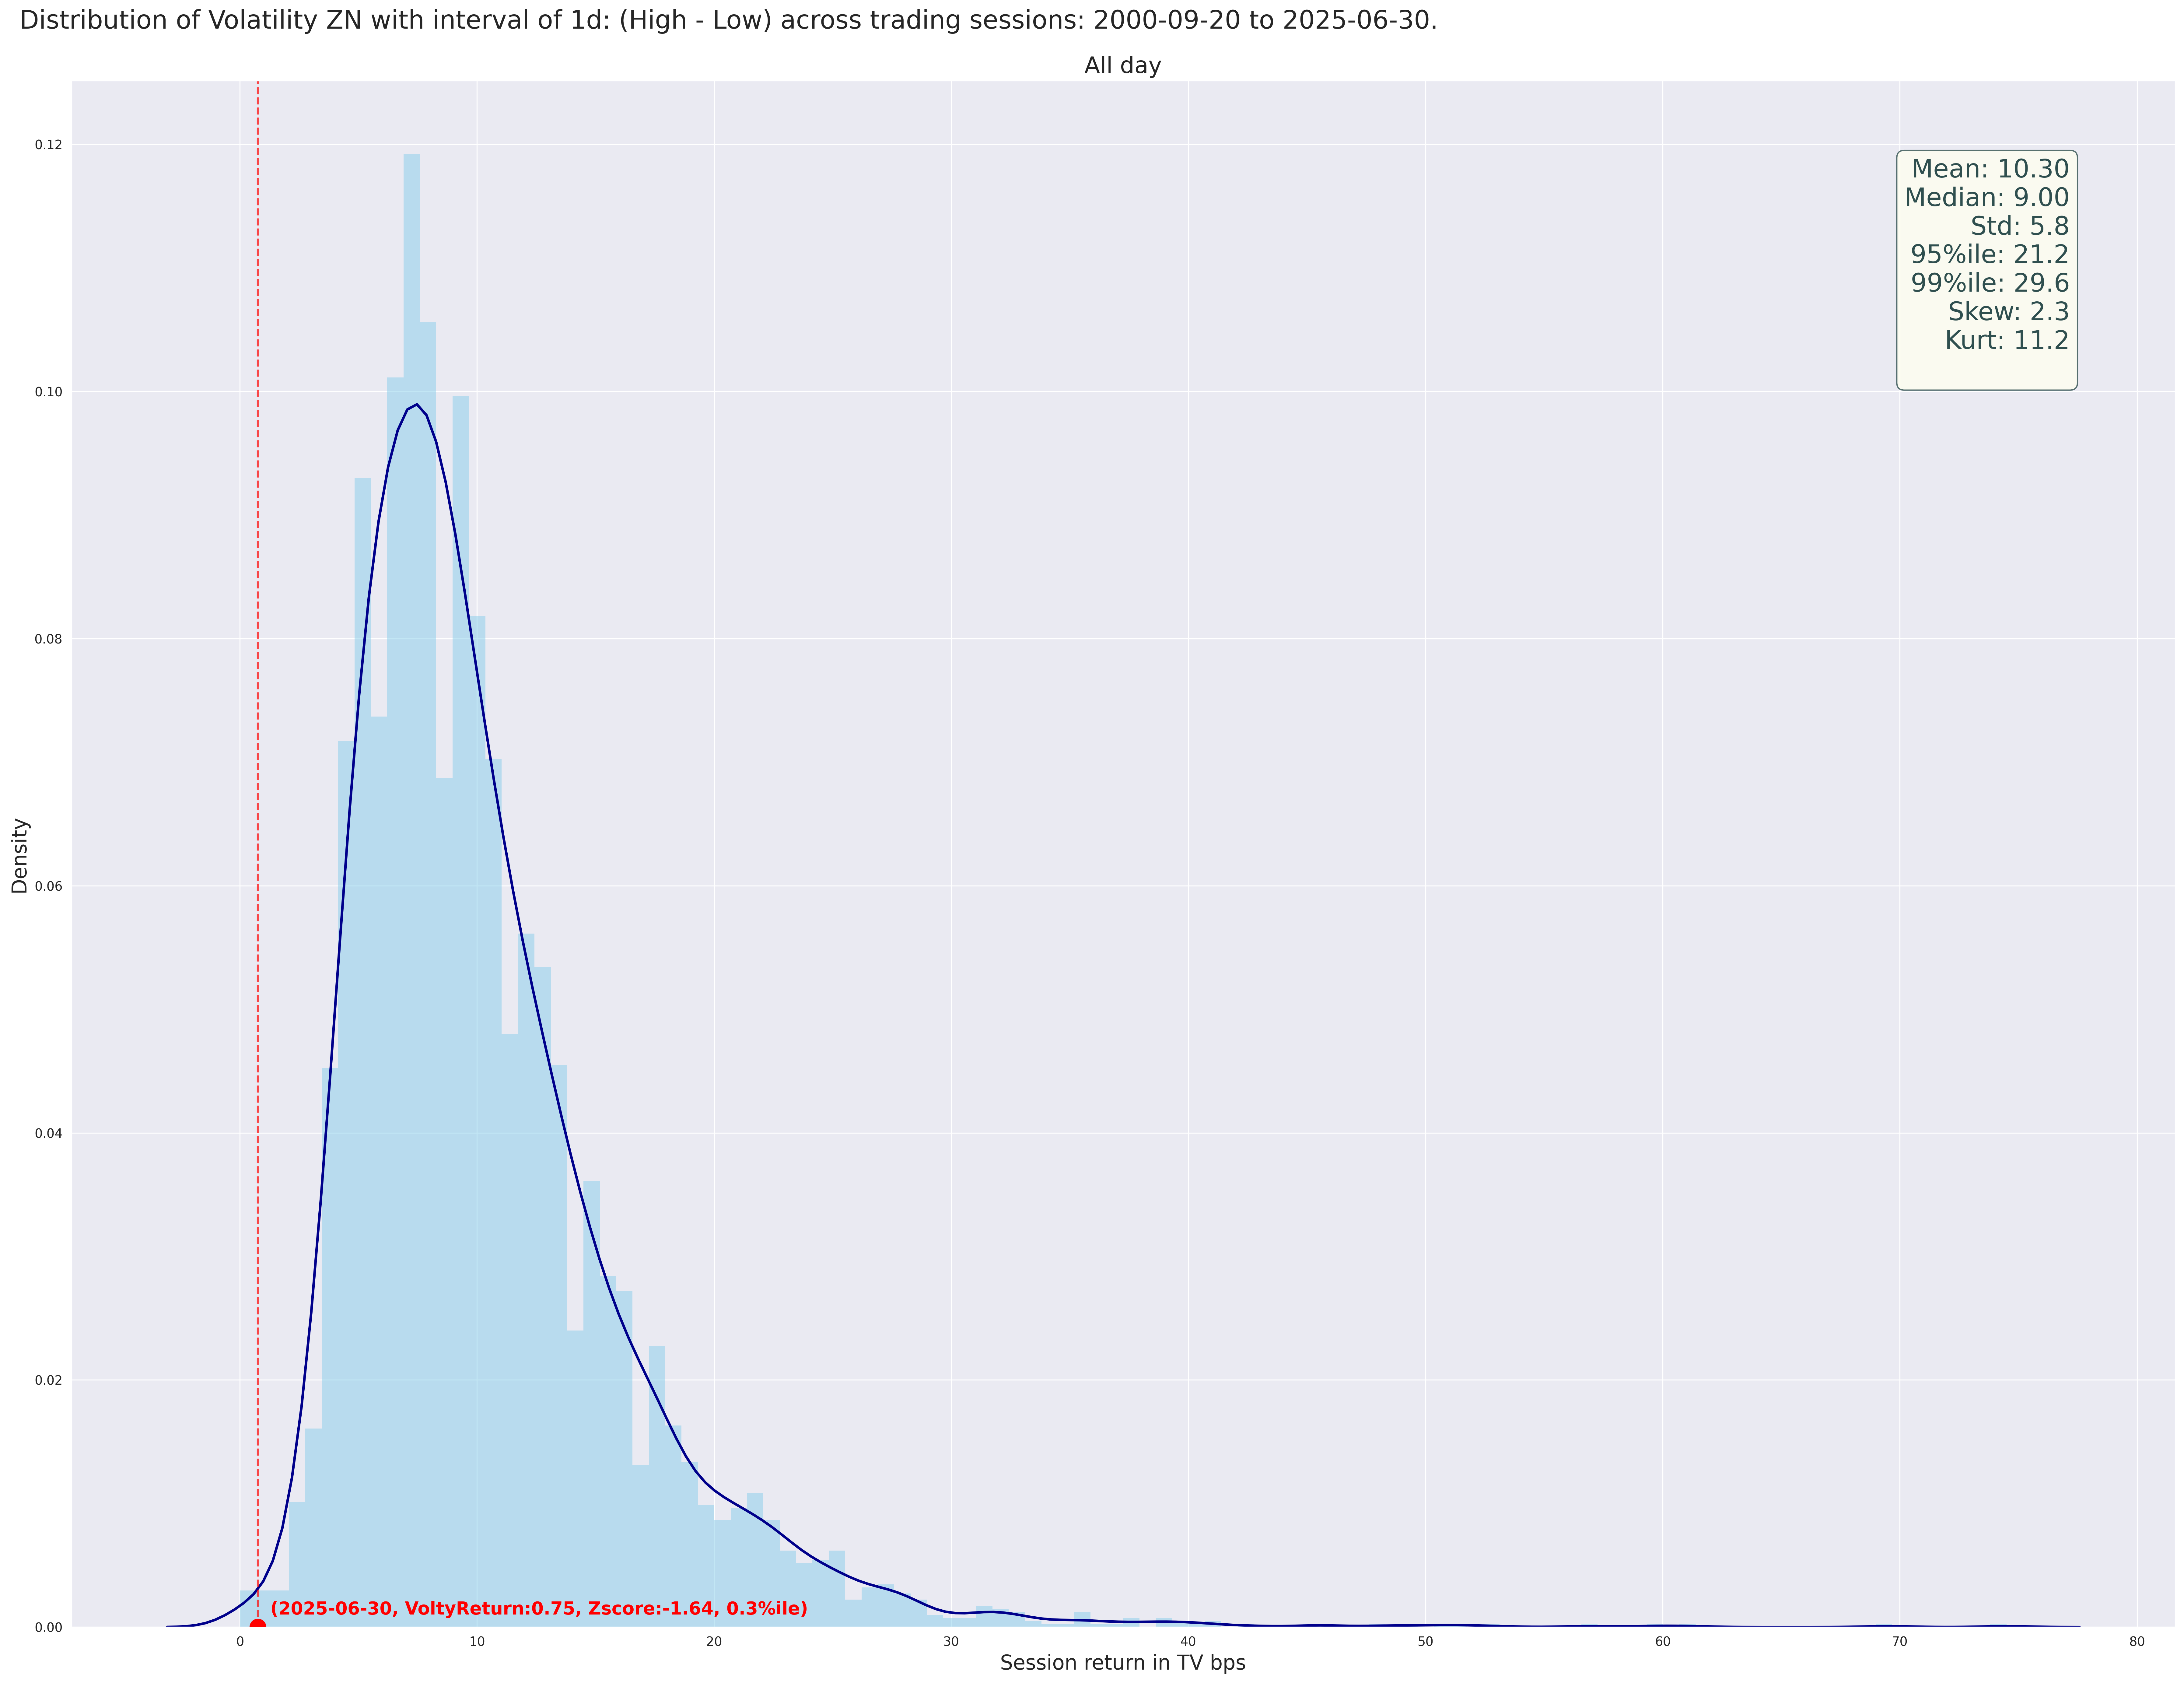 Distribution of Volatility ZN with interval of 1d: (High - Low) across trading sessions: 2000-09-20 to 2025-06-30.
All day
0.12
0.10
0.08
0.06
0.04
0.02
0.00
Density
Mean: 10.30
Median: 9.00
Std: 5.8
95%ile: 21.2
99%ile: 29.6
Skew: 2.3
Kurt: 11.2
(2025-06-30, VoltyReturn:0.75, Zscore:-1.64, 0.3%ile)
0 10 20 30 40 50 60 70 80
Session return in TV bps